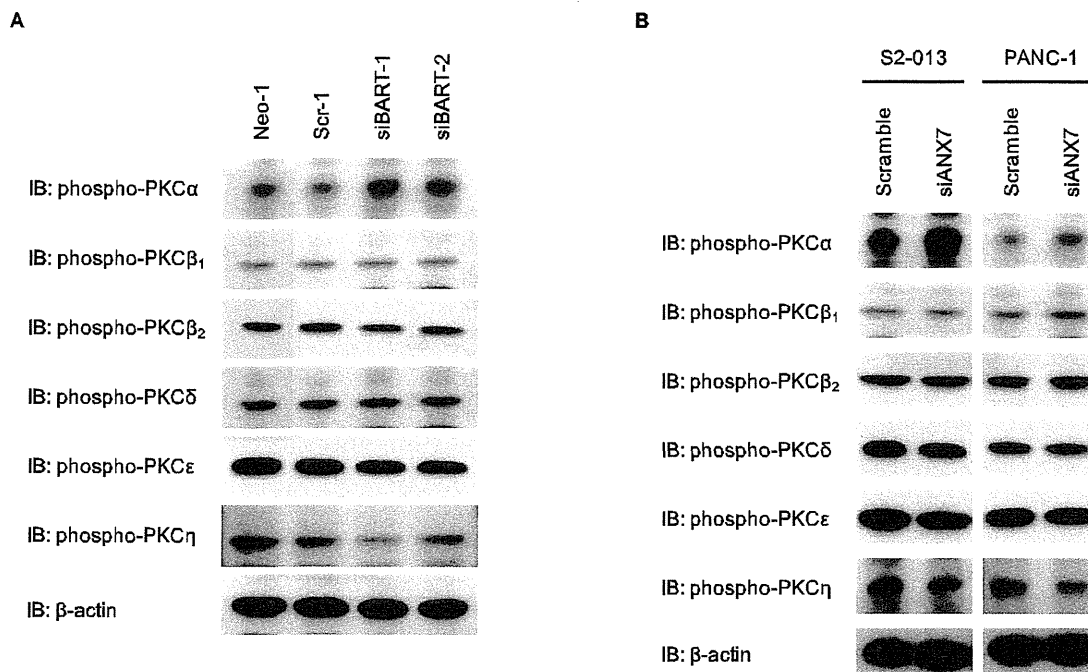 A
Neo-1
Scr-1
siBART-1
siBART-2
IB: phospho-PKCα
IB: phospho-PKCβ₁
IB: phospho-PKCβ₂
IB: phospho-PKCδ
IB: phospho-PKCε
IB: phospho-PKCη
IB: β-actin
B
S2-013
PANC-1
Scramble
siANX7
Scramble
siANX7
IB: phospho-PKCα
IB: phospho-PKCβ₁
IB: phospho-PKCβ₂
IB: phospho-PKCδ
IB: phospho-PKCε
IB: phospho-PKCη
IB: β-actin